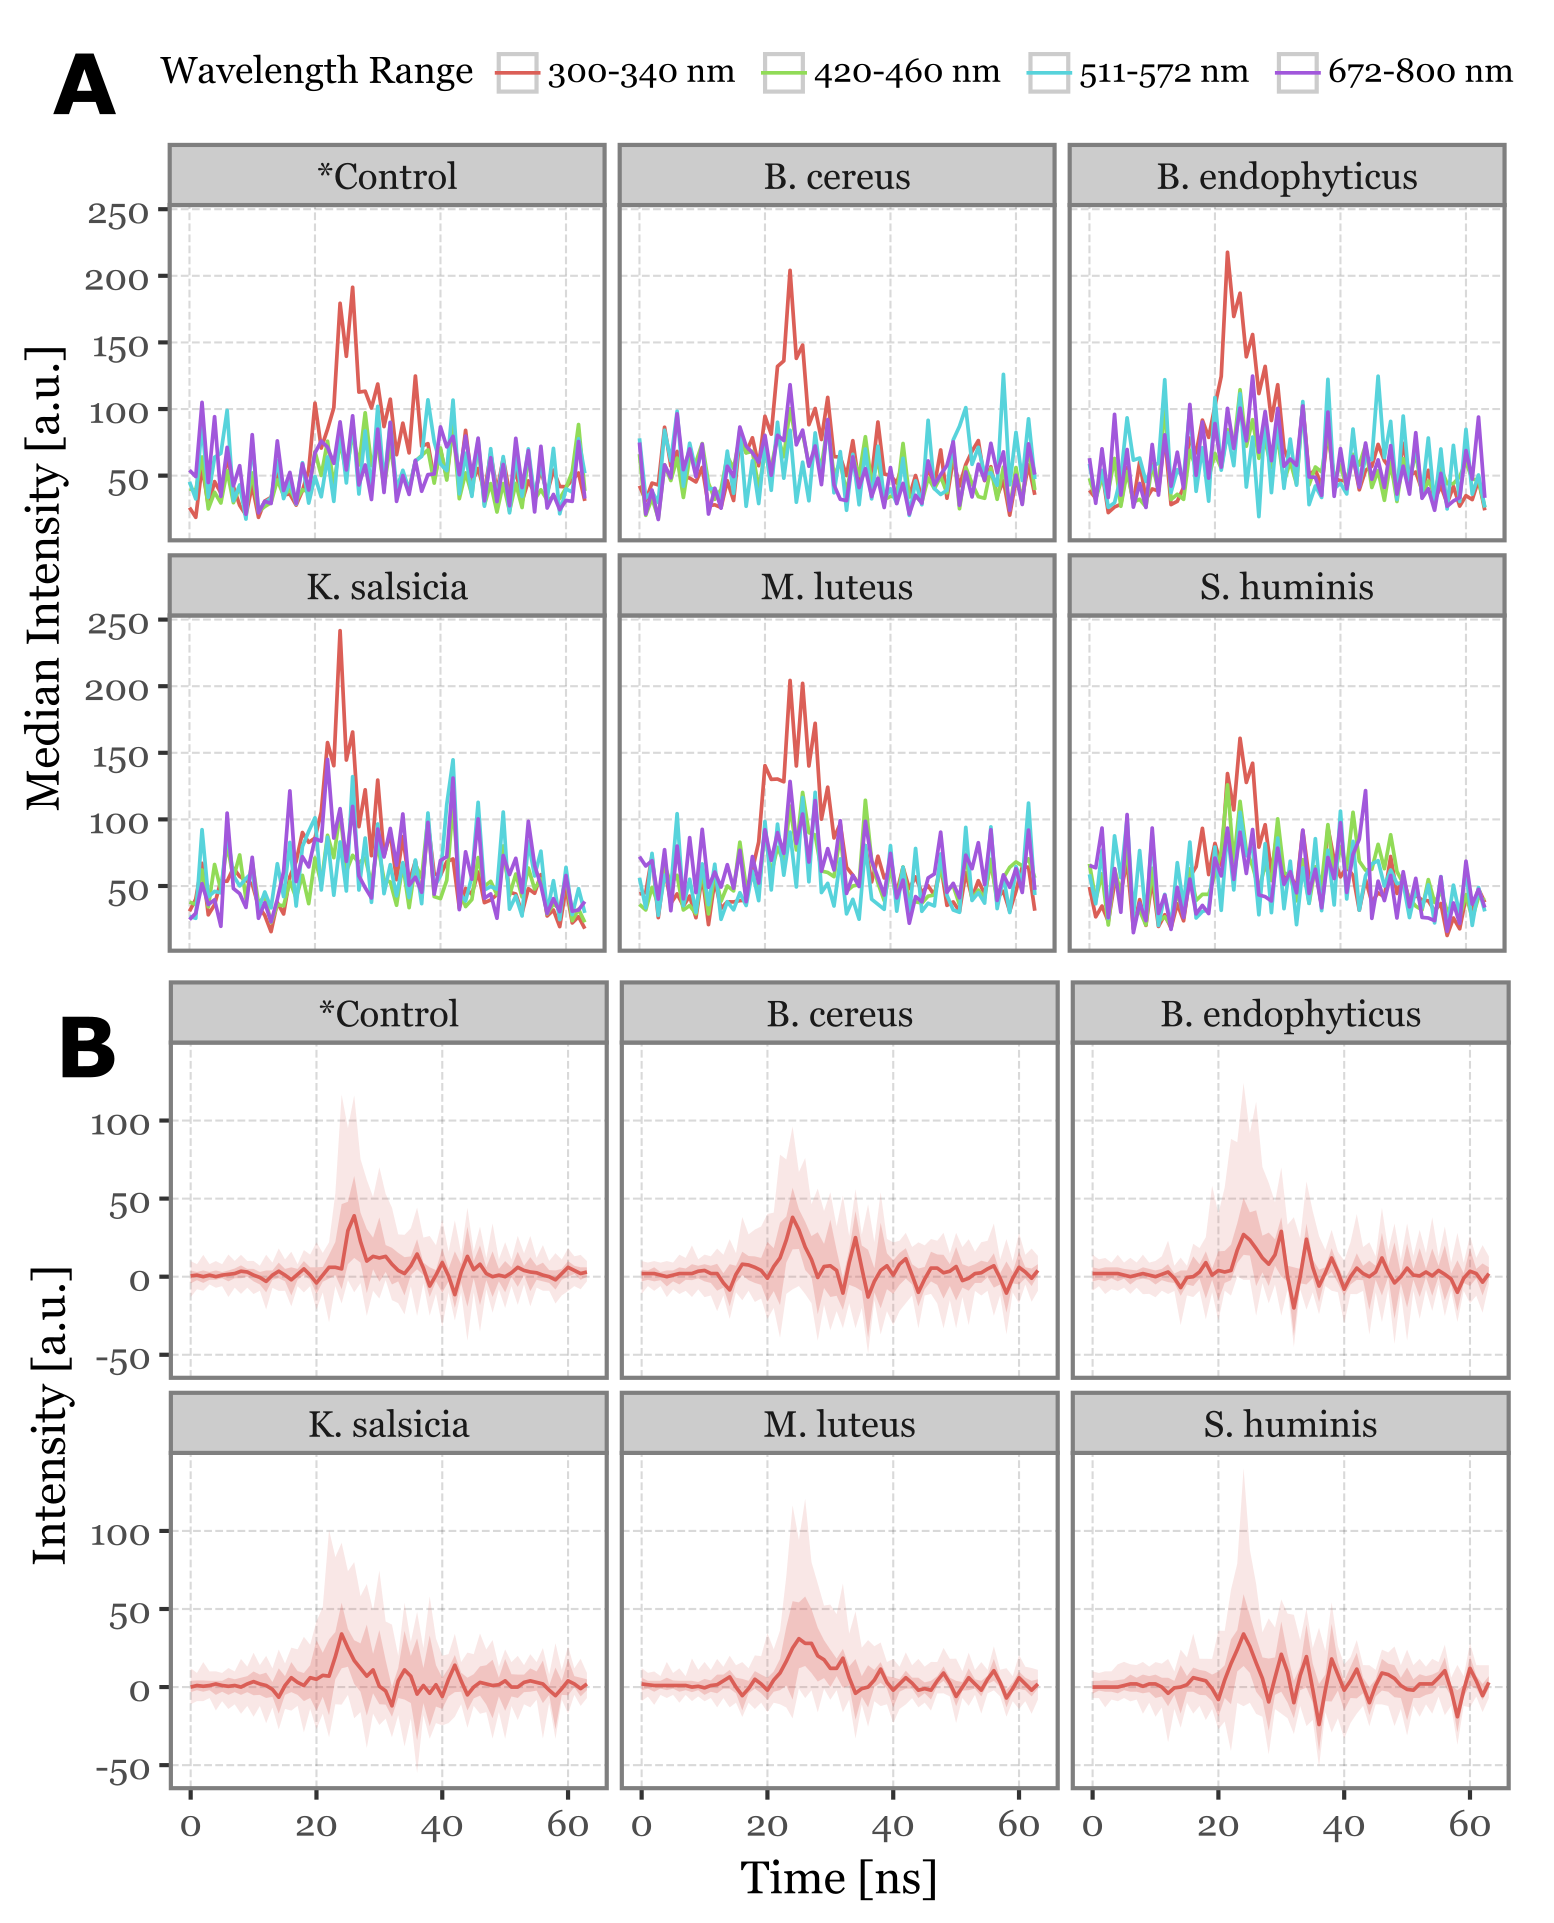 A
Wavelength Range 300-340 nm 420-460 nm 511-572 nm 672-800 nm
*Control B. cereus B. endophyticus
250
200
150
100
50
K. salsicia M. luteus S. huminis
250
200
150
100
50
Median Intensity [a.u.]
B
*Control B. cereus B. endophyticus
100
50
0
-50
K. salsicia M. luteus S. huminis
100
50
0
-50
Intensity [a.u.]
0 20 40 60 0 20 40 60 0 20 40 60
Time [ns]